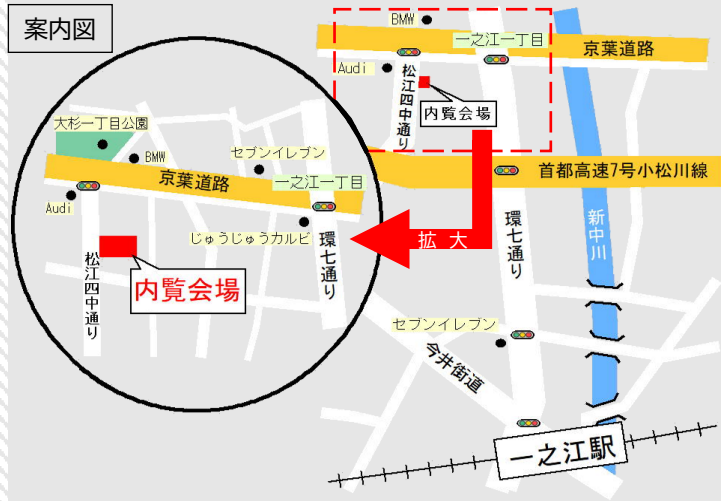 案内図
BMW
一之江一丁目
京葉道路
Audi
松江四中通り
内覧会場
首都高速7号小松川線
大杉一丁目公園
BMW
セブンイレブン
京葉道路
一之江一丁目
Audi
じゅうじゅうカルビ
環七通り
松江四中通り
内覧会場
拡大
環七通り
新中川
セブンイレブン
今井街道
一之江駅